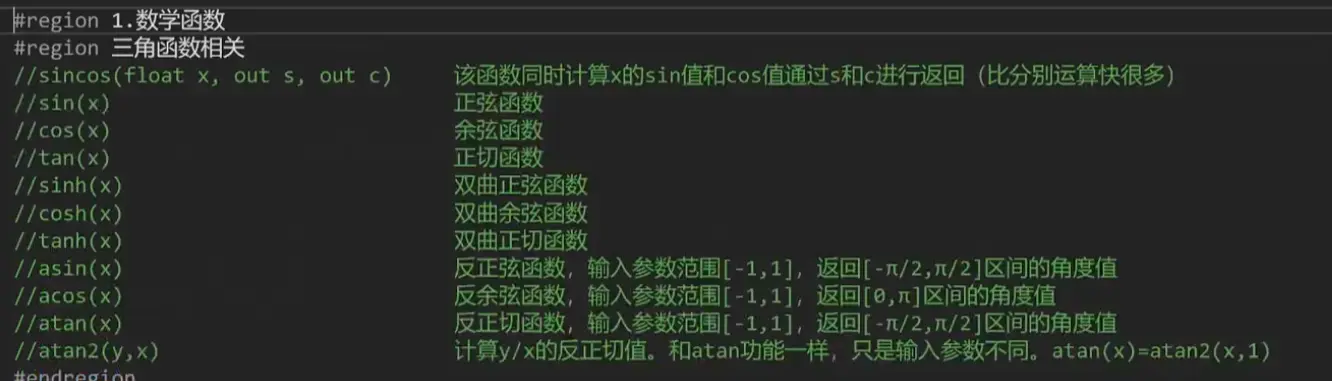 #region 1.数学函数
#region 三角函数相关
//sincos(float x, out s, out c) 该函数同时计算x的sin值和cos值通过s和c进行返回（比分别运算快很多）
//sin(x) 正弦函数
//cos(x) 余弦函数
//tan(x) 正切函数
//sinh(x) 双曲正弦函数
//cosh(x) 双曲余弦函数
//tanh(x) 双曲正切函数
//asin(x) 反正弦函数，输入参数范围[-1,1]，返回[-π/2,π/2]区间的角度值
//acos(x) 反余弦函数，输入参数范围[-1,1]，返回[0,π]区间的角度值
//atan(x) 反正切函数，输入参数范围[-1,1]，返回[-π/2,π/2]区间的角度值
//atan2(y,x) 计算y/x的反正切值。和atan功能一样，只是输入参数不同。atan(x)=atan2(x,1)
#endregion